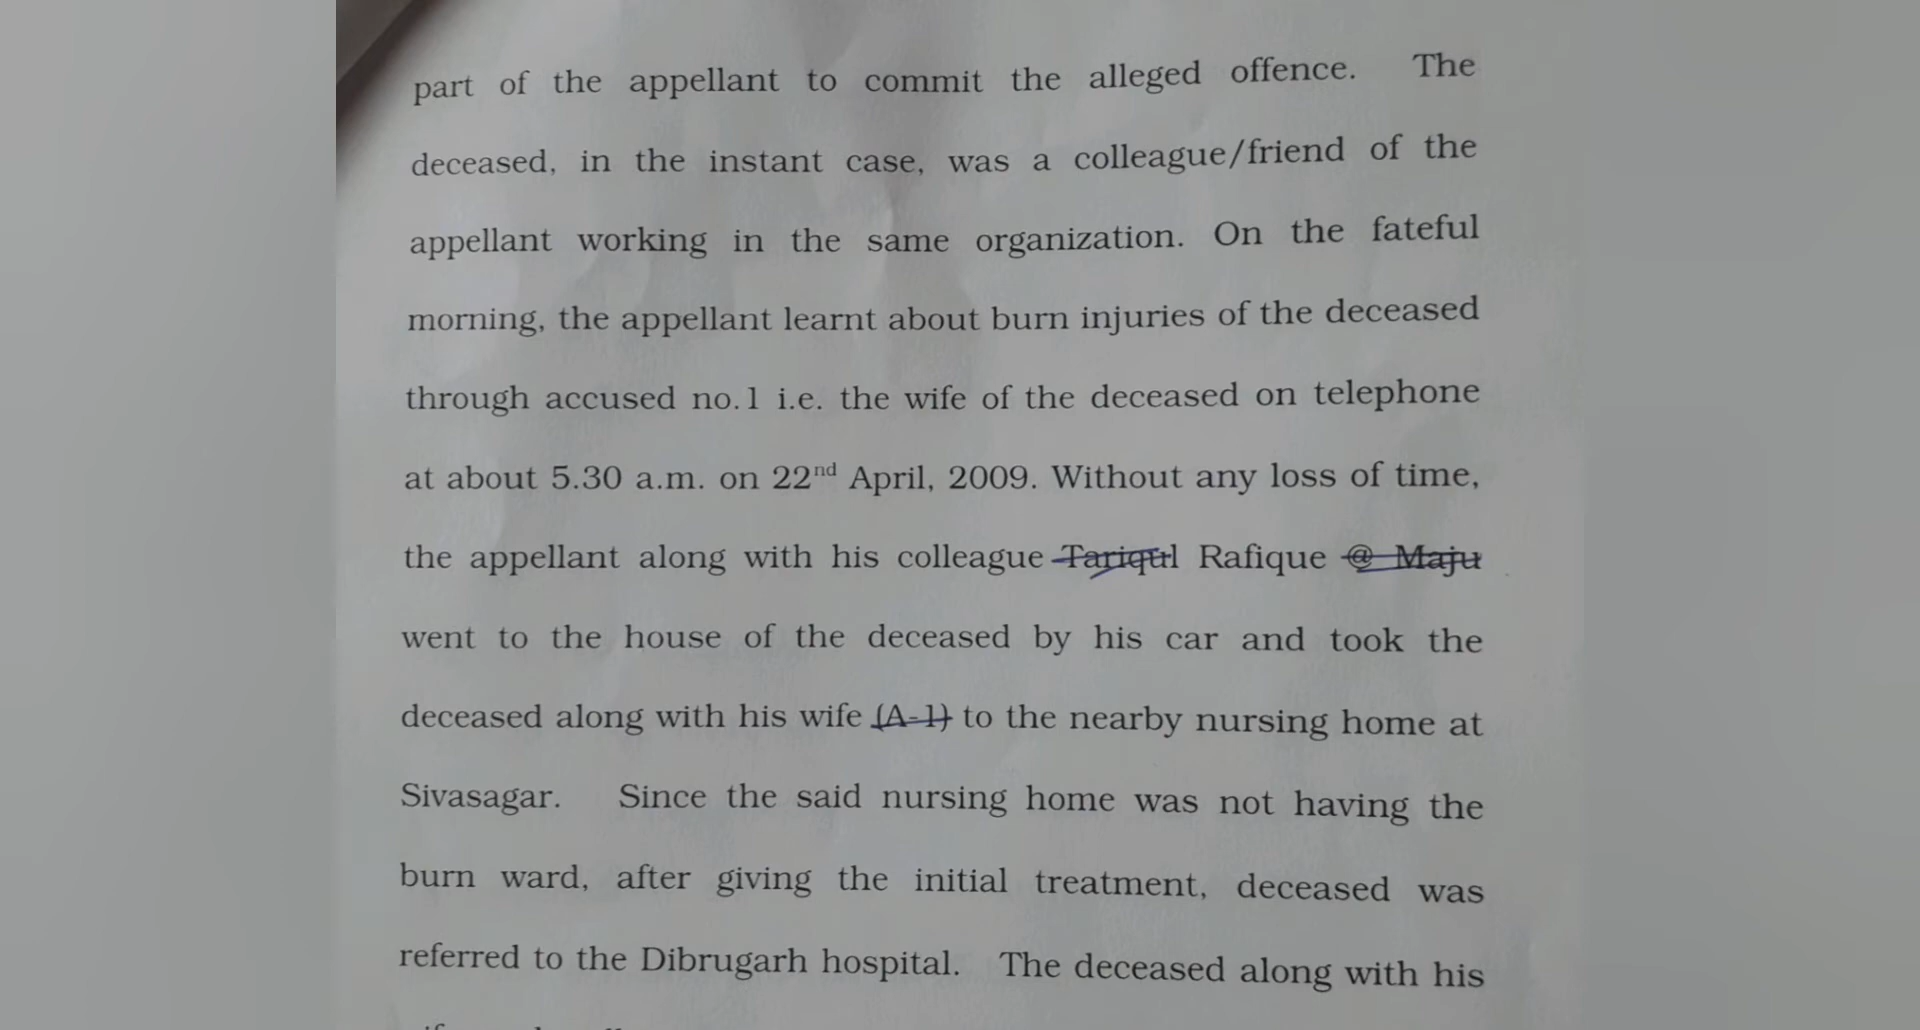 part of the appellant to commit the alleged offence. The
deceased, in the instant case, was a colleague/friend of the
appellant working in the same organization. On the fateful
morning, the appellant learnt about burn injuries of the deceased
through accused no.1 i.e. the wife of the deceased on telephone
at about 5.30 a.m. on 22nd April, 2009. Without any loss of time,
the appellant along with his colleague Tariqul Rafique @ Maju
went to the house of the deceased by his car and took the
deceased along with his wife (A-1) to the nearby nursing home at
Sivasagar. Since the said nursing home was not having the
burn ward, after giving the initial treatment, deceased was
referred to the Dibrugarh hospital. The deceased along with his